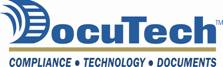 DocuTech™
COMPLIANCE • TECHNOLOGY • DOCUMENTS